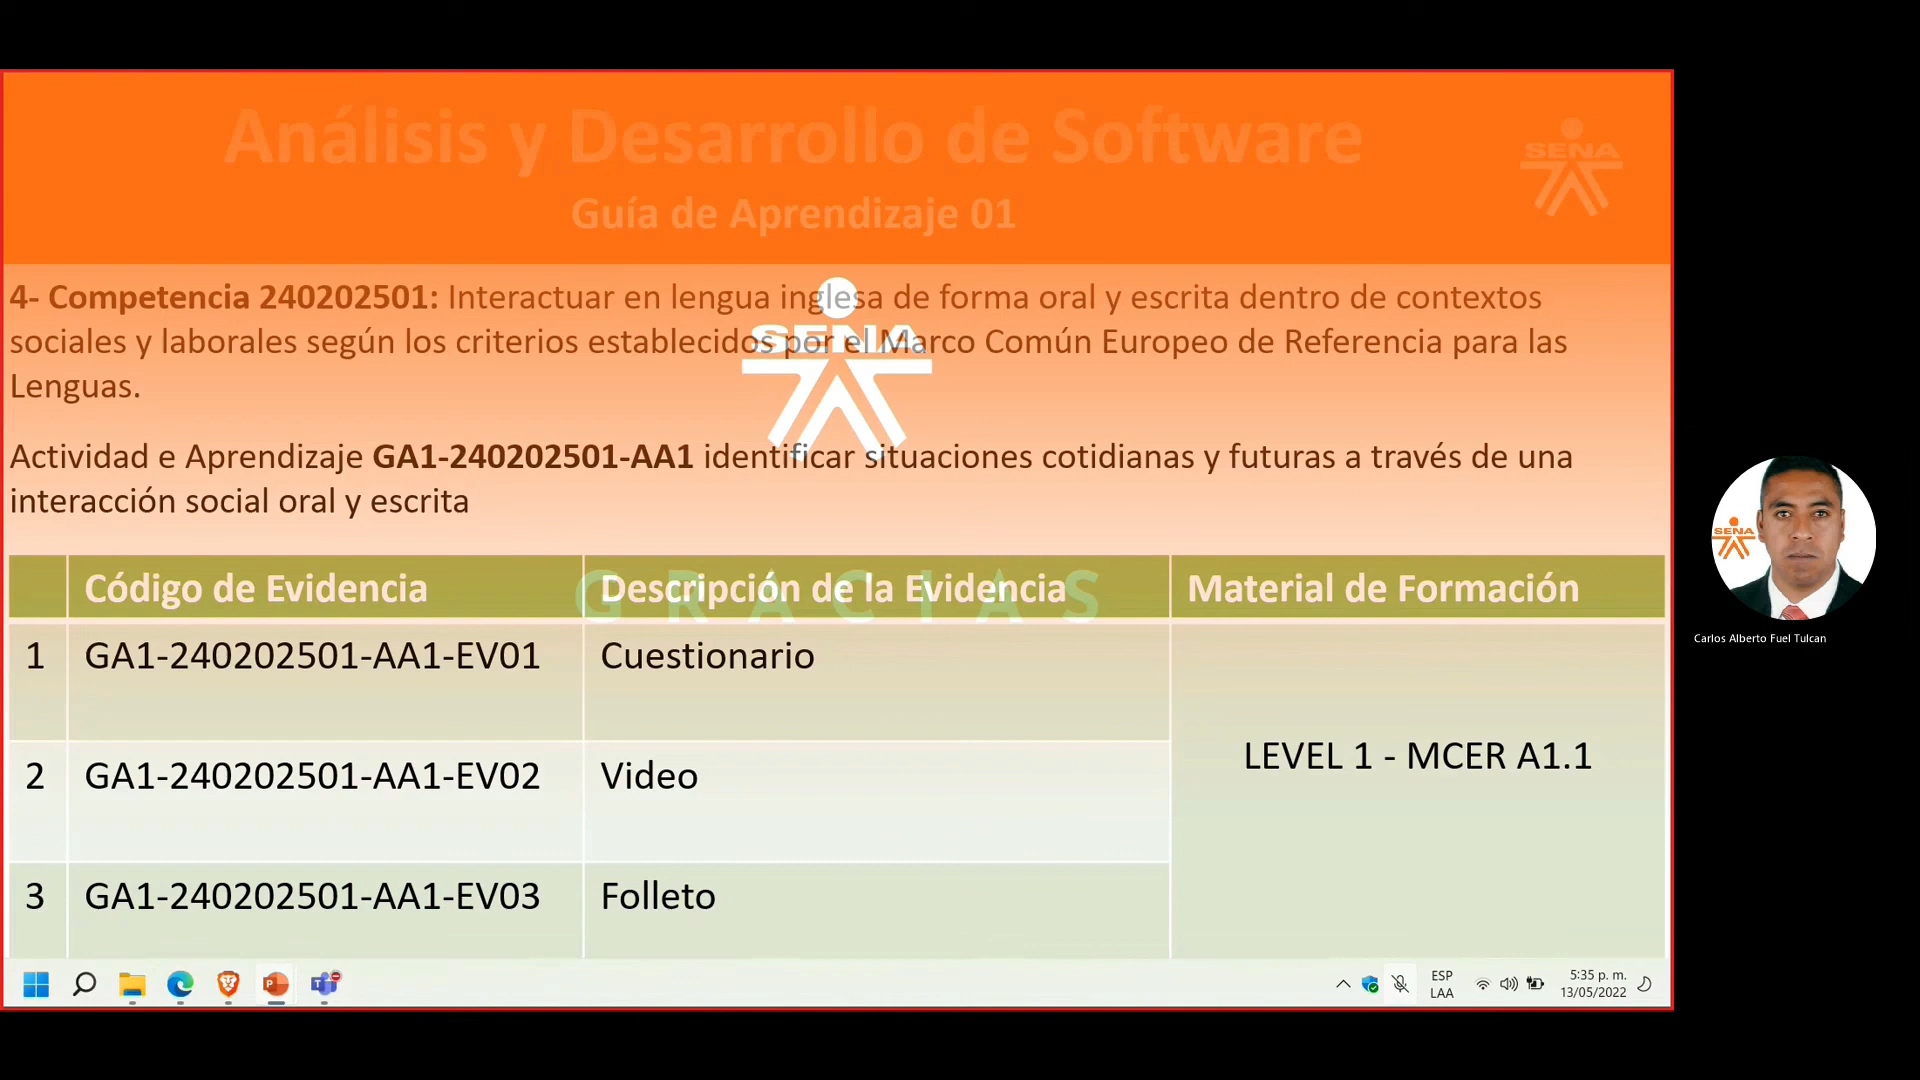 Análisis y Desarrollo de Software
Guía de Aprendizaje 01
SENA
4- Competencia 240202501: Interactuar en lengua inglesa de forma oral y escrita dentro de contextos
sociales y laborales según los criterios establecidos por el Marco Común Europeo de Referencia para las
Lenguas.
SENA
Actividad e Aprendizaje GA1-240202501-AA1 identificar situaciones cotidianas y futuras a través de una
interacción social oral y escrita
Código de Evidencia Descripción de la Evidencia Material de Formación
GRACIAS
1 GA1-240202501-AA1-EV01 Cuestionario
2 GA1-240202501-AA1-EV02 Video
LEVEL 1 - MCER A1.1
3 GA1-240202501-AA1-EV03 Folleto
SENA
Carlos Alberto Fuel Tulcan
ESP
LAA
5:35 p. m.
13/05/2022